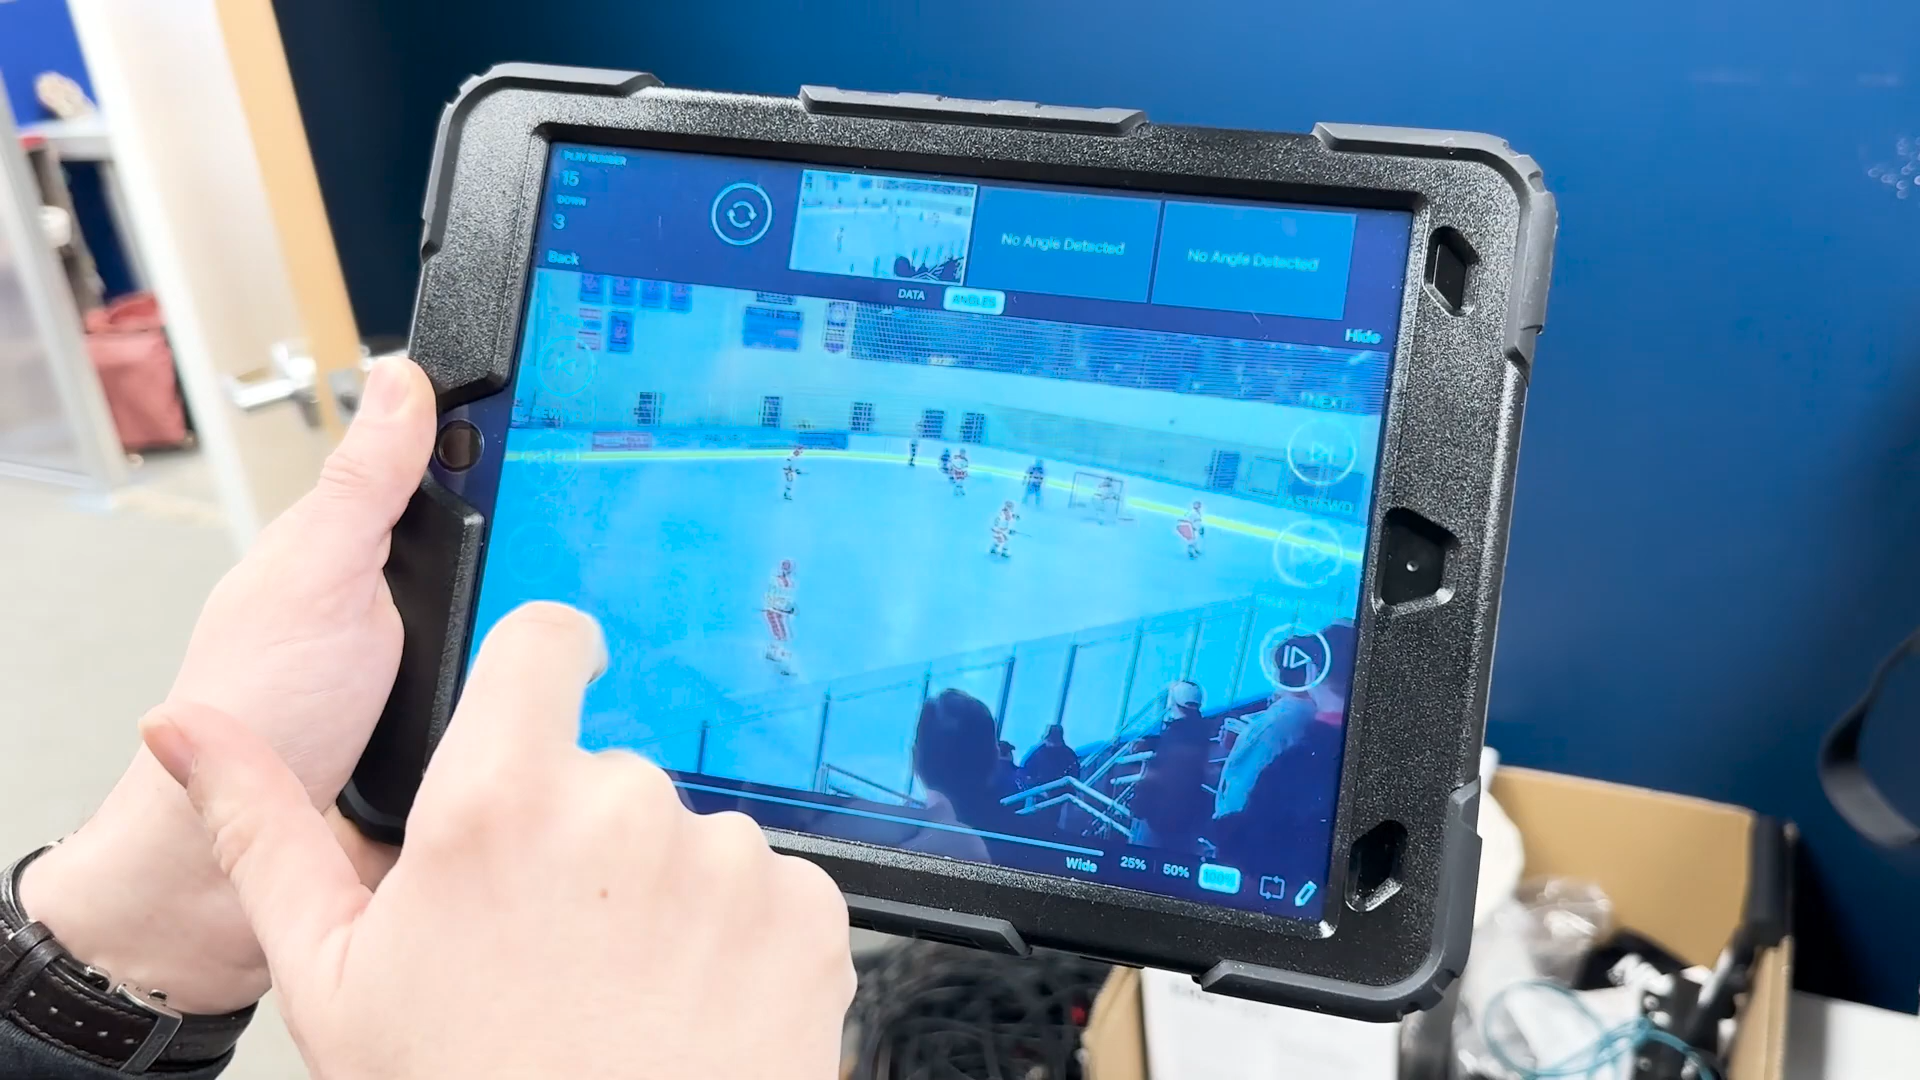 PLAY NUMBER
15
DOWN
3
Back
No Angle Detected
No Angle Detected
DATA
ANGLES
Hide
NEXT
Wide
25%
50%
100%